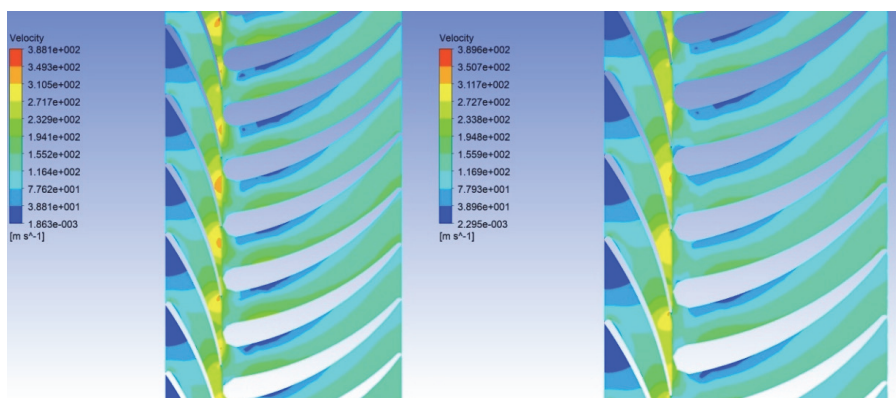 Velocity
3.881e+002
3.493e+002
3.105e+002
2.717e+002
2.329e+002
1.941e+002
1.552e+002
1.164e+002
7.762e+001
3.881e+001
1.863e-003
[m s^-1]
Velocity
3.896e+002
3.507e+002
3.117e+002
2.727e+002
2.338e+002
1.948e+002
1.559e+002
1.169e+002
7.793e+001
3.896e+001
2.295e-003
[m s^-1]